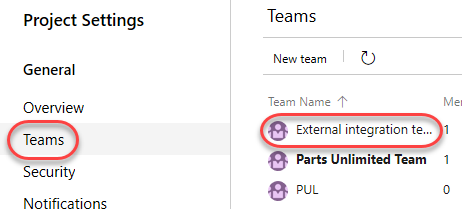 Project Settings
General
Overview
Teams
Security
Notifications
Teams
New team
Team Name ↑ Me
External integration te... 1
Parts Unlimited Team 1
PUL 0